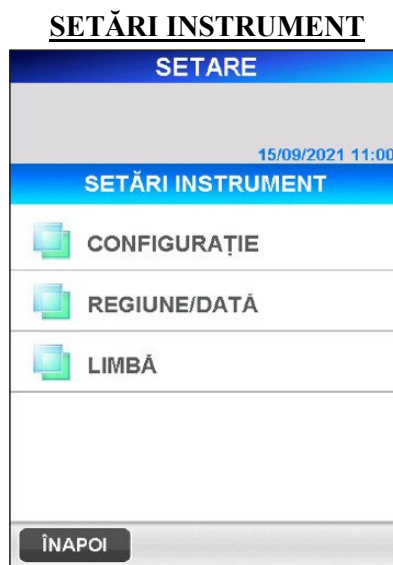 SETĂRI INSTRUMENT
SETARE
15/09/2021 11:00
SETĂRI INSTRUMENT
CONFIGURAȚIE
REGIUNE/DATĂ
LIMBĂ
ÎNAPOI